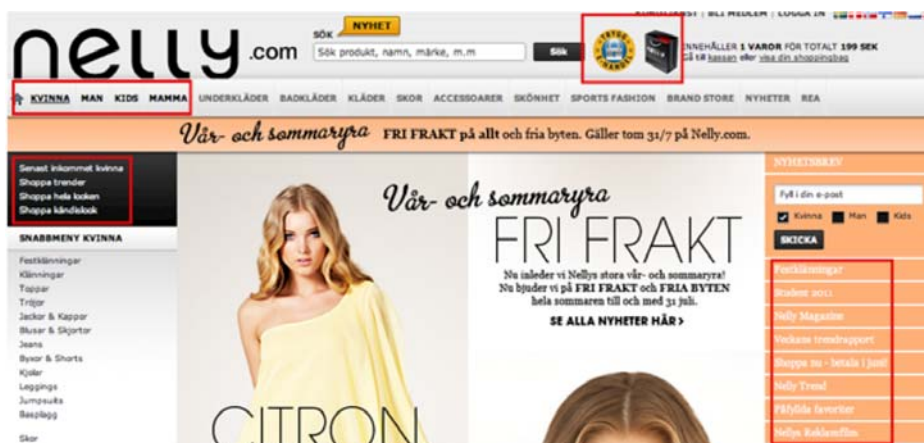 BLI MEDLEM | LOGGA IN
nelly.com
SÖK
NYHET
Sök produkt, namn, märke, m.m
Sök
TRYGG
E-HANDEL
INNEHÅLLER 1 VAROR FÖR TOTALT 199 SEK
Gå till kassan eller visa din shoppingbag
KVINNA MAN KIDS MAMMA UNDERKLÄDER BADKLÄDER KLÄDER SKOR ACCESSOARER SKÖNHET SPORTS FASHION BRAND STORE NYHETER REA
Vår- och sommaryra FRI FRAKT på allt och fria byten. Gäller tom 31/7 på Nelly.com.
Senast inkommet kvinna
Shoppa trender
Shoppa hela looken
Shoppa kändislook
SNABBMENY KVINNA
Festklänningar
Klänningar
Toppar
Tröjor
Jackor & Kappor
Blusar & Skjortor
Jeans
Byxor & Shorts
Kjolar
Leggings
Jumpsuits
Basplagg
Skor
Vår- och sommaryra
FRI FRAKT
Nu inleder vi Nellys stora vår- och sommaryra!
Nu bjuder vi på FRI FRAKT och FRIA BYTEN
hela sommaren till och med 31 juli.
SE ALLA NYHETER HÄR >
CITRON
NYHETSBREV
Fyll i din e-post
Kvinna Man Kids
SKICKA
Festklänningar
Student 2011
Nelly Magazine
Veckans trendrapport
Shoppa nu - betala i juni!
Nelly Trend
Påfyllda favoriter
Nellys Reklamfilm